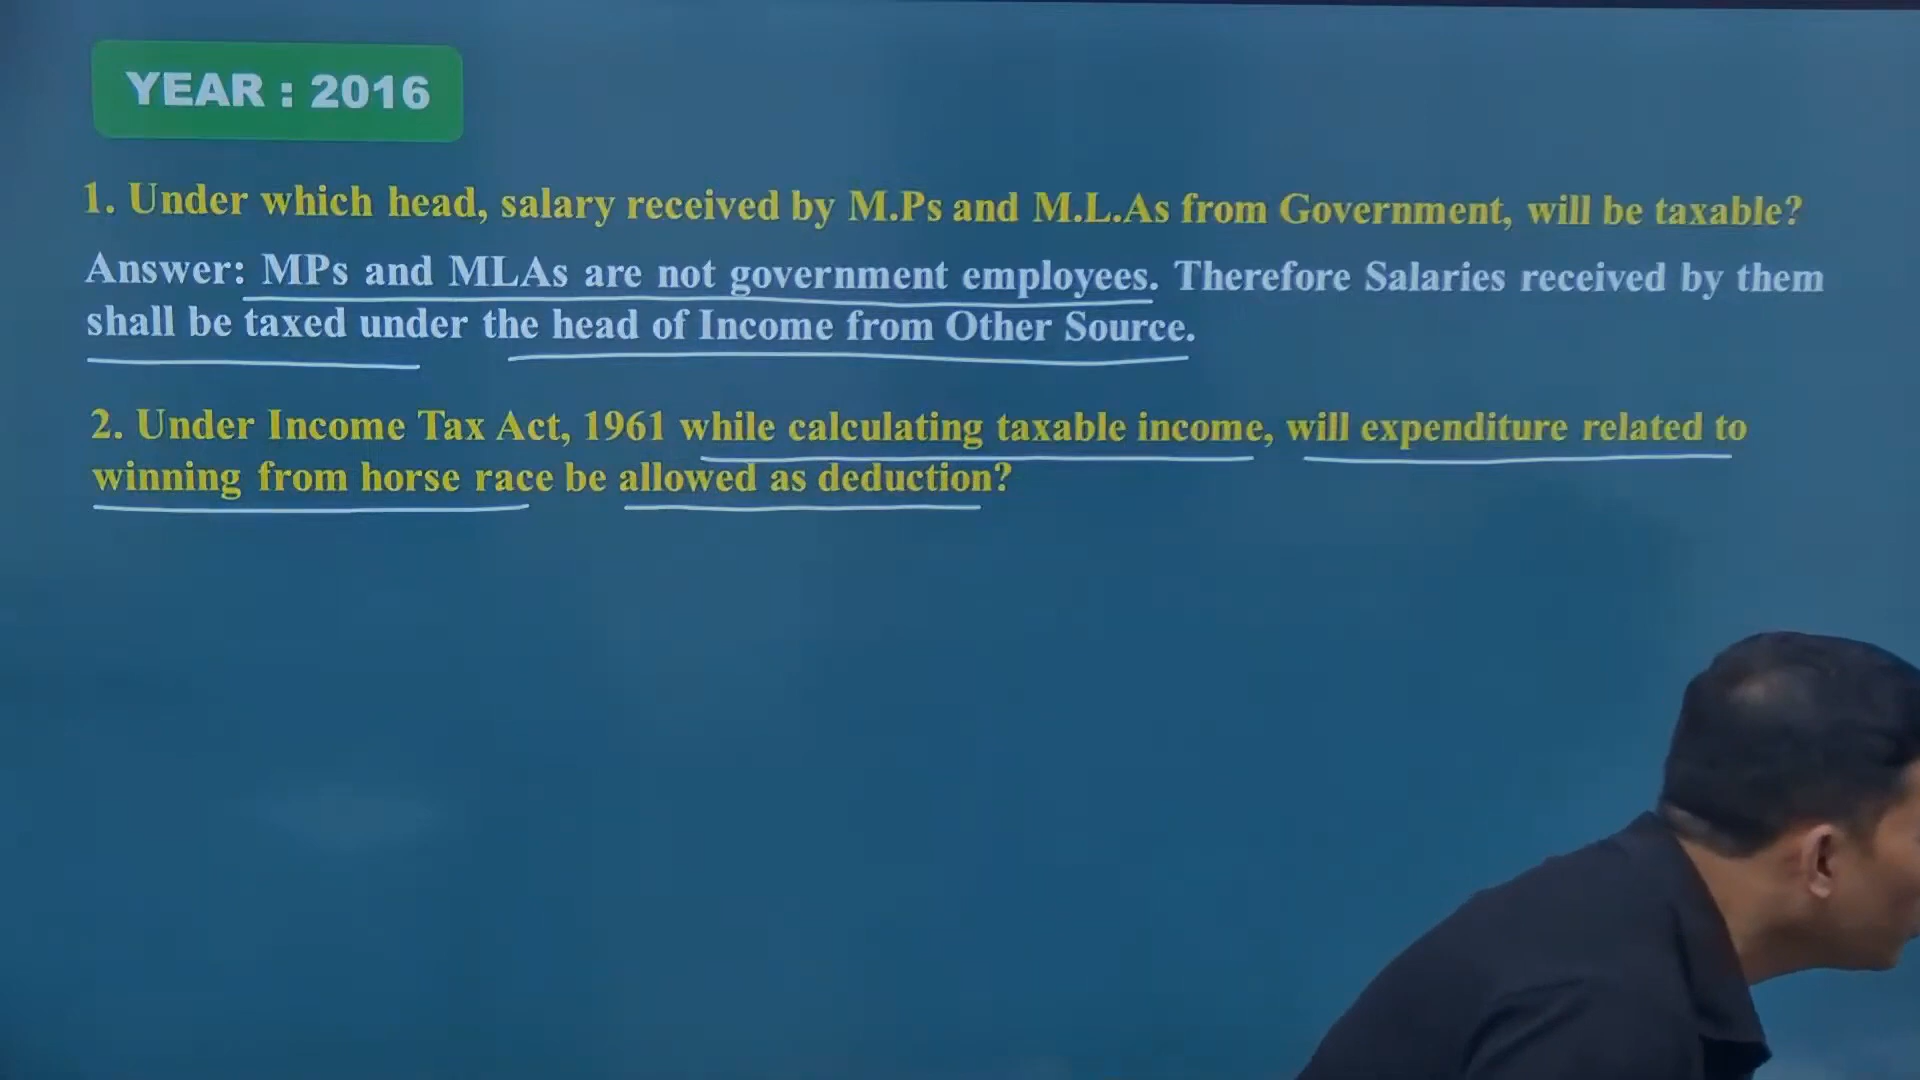 YEAR : 2016
1. Under which head, salary received by M.Ps and M.L.As from Government, will be taxable?
Answer: MPs and MLAs are not government employees. Therefore Salaries received by them
shall be taxed under the head of Income from Other Source.
2. Under Income Tax Act, 1961 while calculating taxable income, will expenditure related to
winning from horse race be allowed as deduction?